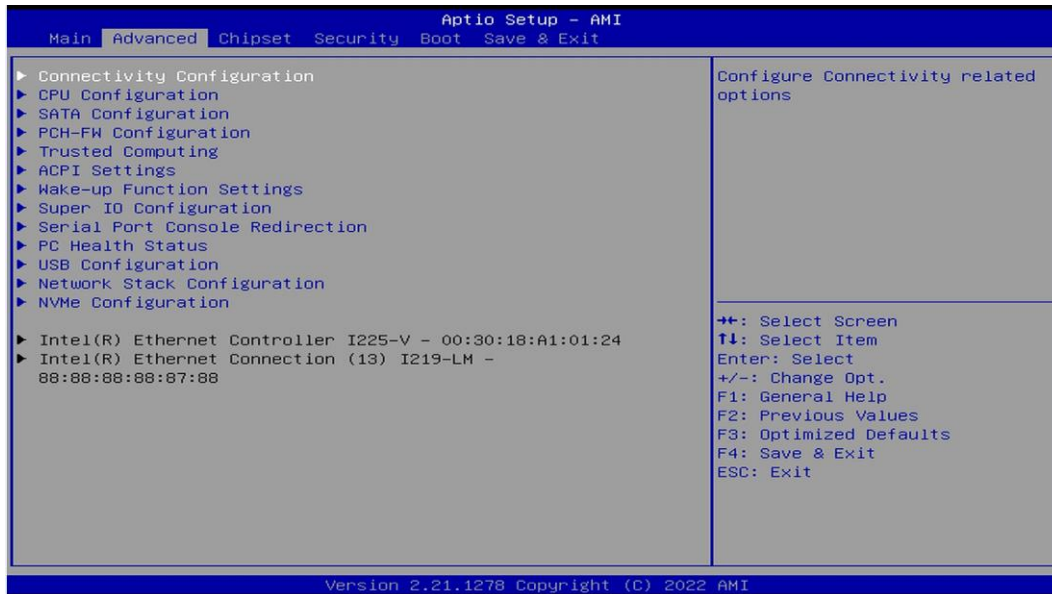 Aptio Setup – AMI
Main Advanced Chipset Security Boot Save & Exit
▶ Connectivity Configuration
▶ CPU Configuration
▶ SATA Configuration
▶ PCH-FW Configuration
▶ Trusted Computing
▶ ACPI Settings
▶ Wake-up Function Settings
▶ Super IO Configuration
▶ Serial Port Console Redirection
▶ PC Health Status
▶ USB Configuration
▶ Network Stack Configuration
▶ NVMe Configuration
▶ Intel(R) Ethernet Controller I225-V – 00:30:18:A1:01:24
▶ Intel(R) Ethernet Connection (13) I219-LM –
88:88:88:88:87:88
Configure Connectivity related
options
→←: Select Screen
↑↓: Select Item
Enter: Select
+/-: Change Opt.
F1: General Help
F2: Previous Values
F3: Optimized Defaults
F4: Save & Exit
ESC: Exit
Version 2.21.1278 Copyright (C) 2022 AMI